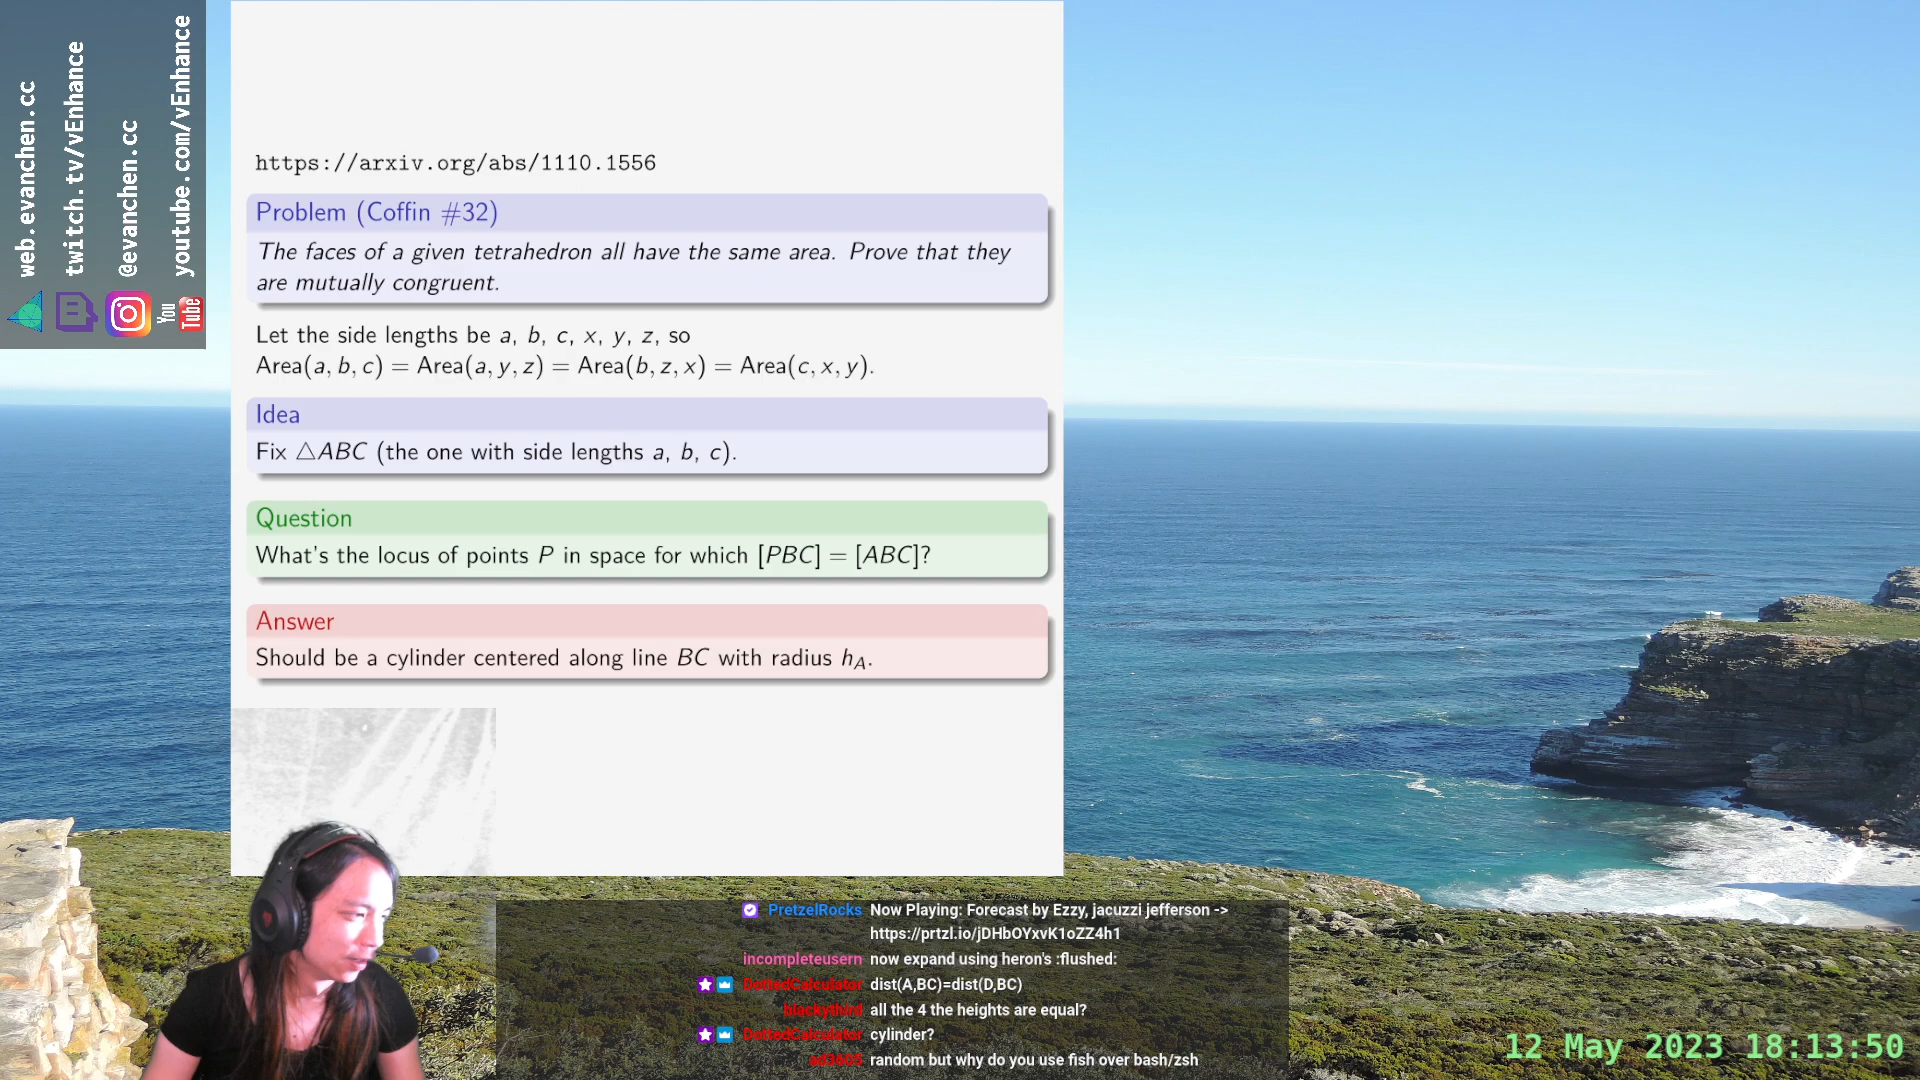 web.evanchen.cc
twitch.tv/vEnhance
@evanchen.cc
youtube.com/vEnhance
You
Tube
https://arxiv.org/abs/1110.1556
Problem (Coffin #32)
The faces of a given tetrahedron all have the same area. Prove that they
are mutually congruent.
Let the side lengths be a, b, c, x, y, z, so
Area(a, b, c) = Area(a, y, z) = Area(b, z, x) = Area(c, x, y).
Idea
Fix △ABC (the one with side lengths a, b, c).
Question
What's the locus of points P in space for which [PBC] = [ABC]?
Answer
Should be a cylinder centered along line BC with radius h_A.
PretzelRocks Now Playing: Forecast by Ezzy, jacuzzi jefferson ->
https://prtzl.io/jDHbOYxvK1oZZ4h1
incompleteusern now expand using heron's :flushed:
DottedCalculator dist(A,BC)=dist(D,BC)
blackythird all the 4 the heights are equal?
DottedCalculator cylinder?
ad3605 random but why do you use fish over bash/zsh
12 May 2023 18:13:50